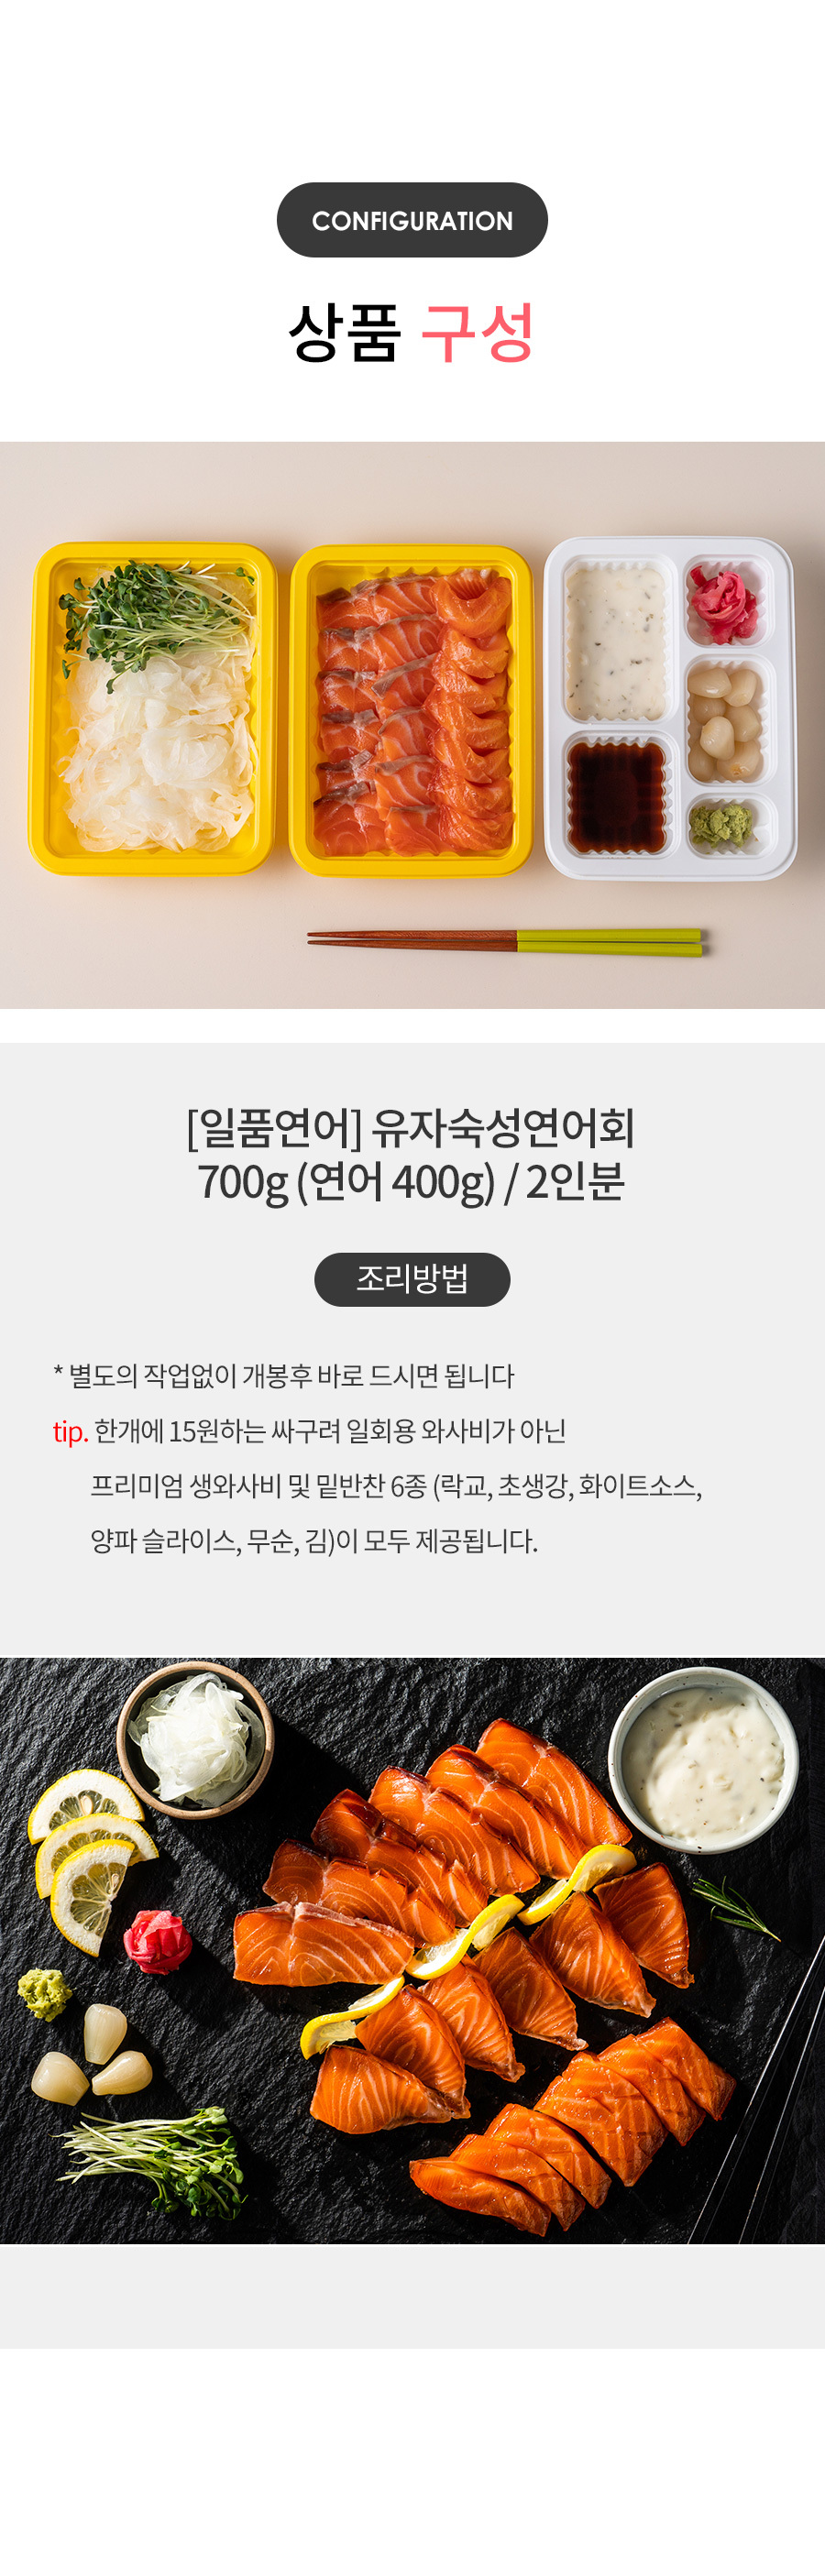 CONFIGURATION
상품 구성
[일품연어] 유자숙성연어회
700g (연어 400g) / 2인분
조리방법
* 별도의 작업없이 개봉후 바로 드시면 됩니다
tip. 한개에 15원하는 싸구려 일회용 와사비가 아닌
프리미엄 생와사비 및 밑반찬 6종 (락교, 초생강, 화이트소스,
양파 슬라이스, 무순, 김)이 모두 제공됩니다.